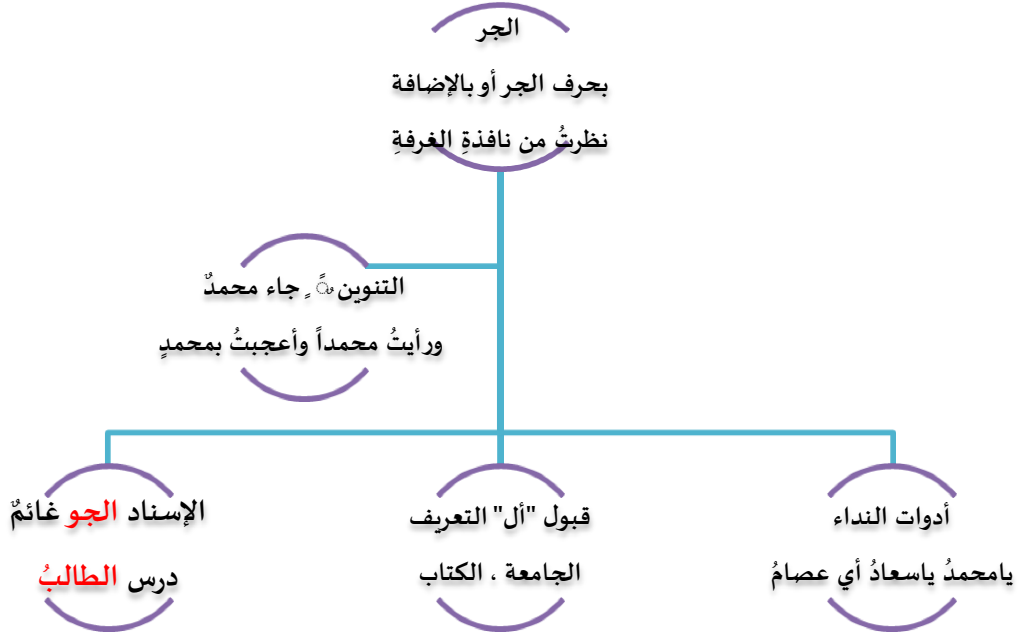 الجر
بحرف الجر أو بالإضافة
نظرتُ من نافذةِ الغرفةِ
التنوين ًٌ ٍ جاء محمدٌ
ورأيتُ محمداً وأعجبتُ بمحمدٍ
أدوات النداء
يامحمدُ ياسعادُ أي عصامُ
قبول "أل" التعريف
الجامعة ، الكتاب
الإسناد الجو غائمٌ
درس الطالبُ